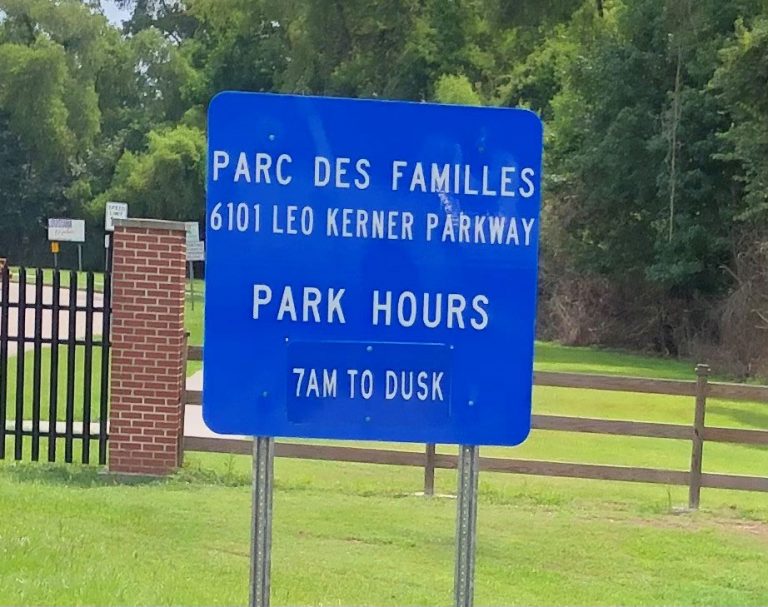 PARC DES FAMILLES
6101 LEO KERNER PARKWAY
PARK HOURS
7AM TO DUSK